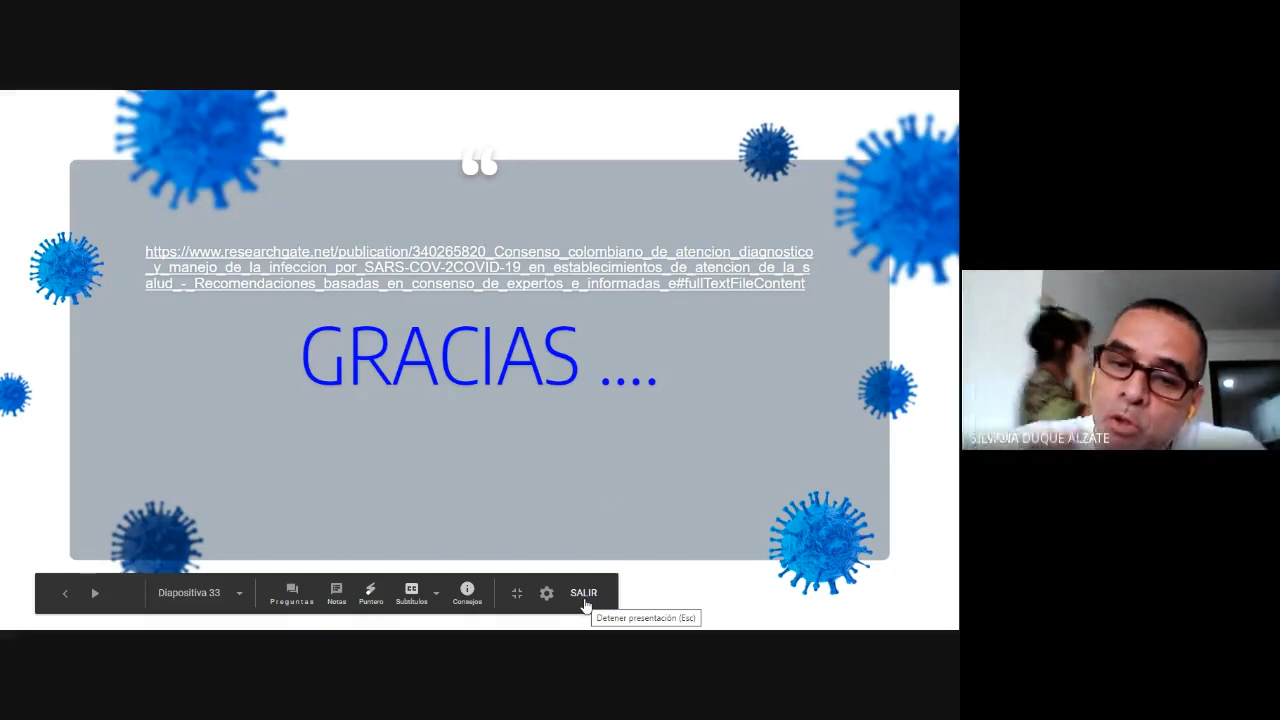 “
https://www.researchgate.net/publication/340265820_Consenso_colombiano_de_atencion_diagnostico
_y_manejo_de_la_infeccion_por_SARS-COV-2COVID-19_en_establecimientos_de_atencion_de_la_s
alud_-_Recomendaciones_basadas_en_consenso_de_expertos_e_informadas_e#fullTextFileContent
GRACIAS ....
Diapositiva 33
Preguntas
Notas
Puntero
Subtítulos
Consejos
SALIR
Detener presentación (Esc)
DUQUE ALZATE